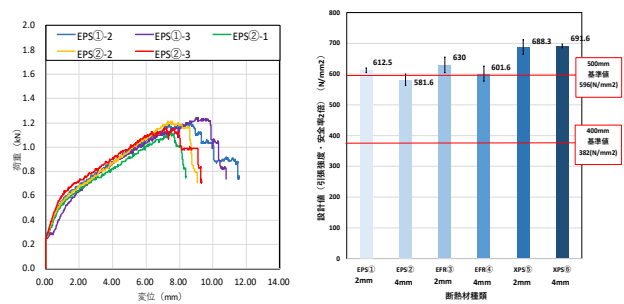 EPS①-2 EPS①-3 EPS②-1
EPS②-2 EPS②-3
2.0
1.8
1.6
1.4
1.2
1.0
0.8
0.6
0.4
0.2
0.0
荷重（kN）
0.00 2.00 4.00 6.00 8.00 10.00 12.00 14.00
変位（mm）
800
700
600
500
400
300
200
100
0
設計値（引張強度・安全率2倍）（N/mm2）
612.5
581.6
630
601.6
688.3
691.6
500mm
基準値
596(N/mm2)
400mm
基準値
382(N/mm2)
EPS① EPS② EFR③ EFR④ XPS⑤ XPS⑥
2mm 4mm 2mm 4mm 2mm 4mm
断熱材種類